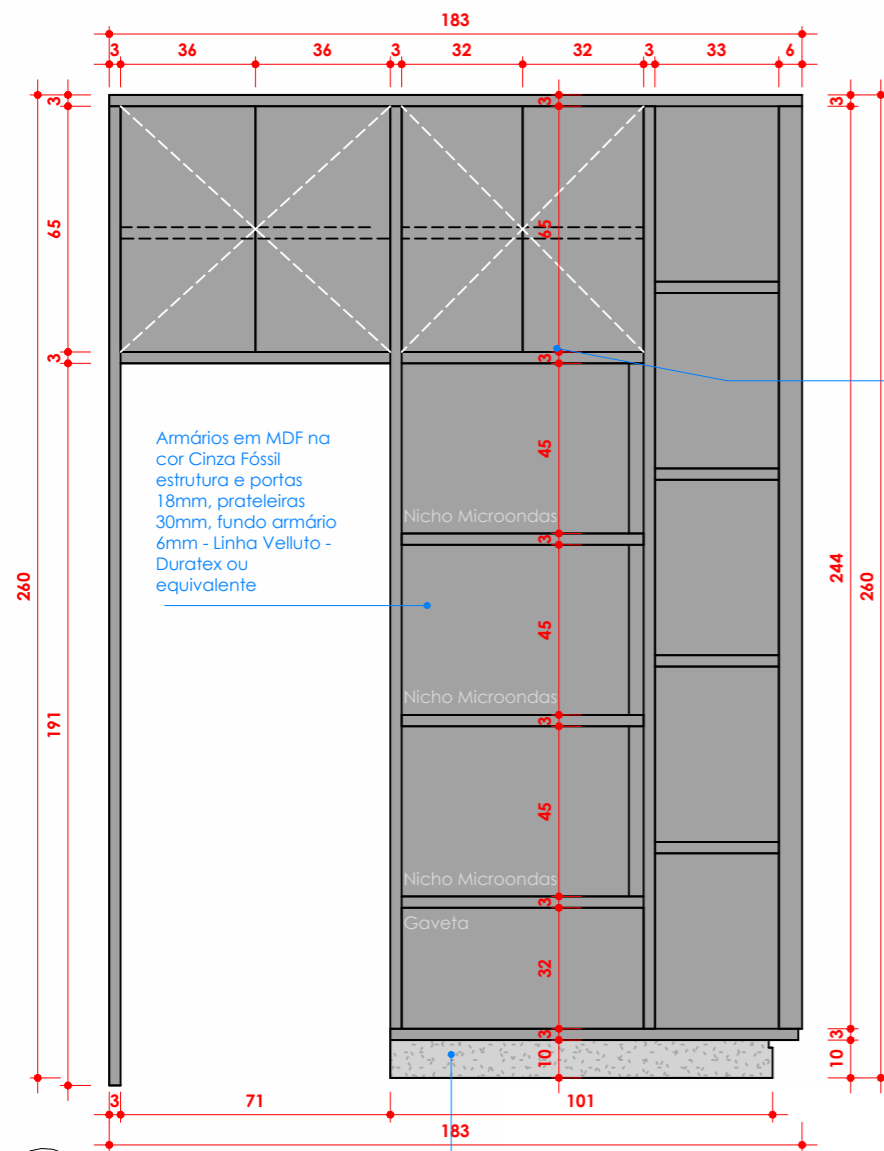 183
3 36 36 3 32 32 3 33 6
3 3 3
65 65
3 3
Armários em MDF na
cor Cinza Fóssil
estrutura e portas
18mm, prateleiras
30mm, fundo armário
6mm - Linha Velluto -
Duratex ou
equivalente
45
Nicho Microondas
3
260 244 260
45
Nicho Microondas
3
191
45
Nicho Microondas
3
Gaveta
32
3 3
10 10
3 71 101
183